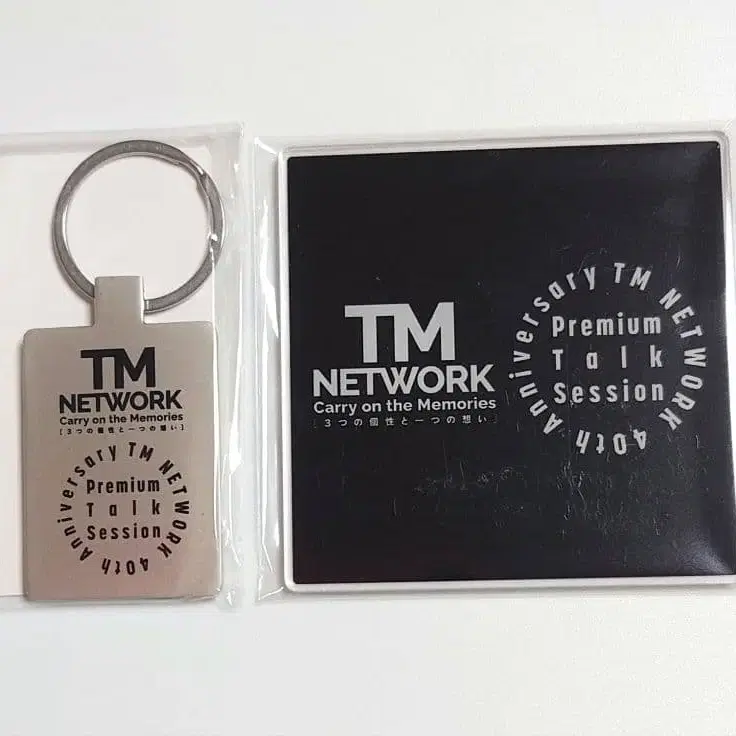 TM
NETWORK
Carry on the Memories
[3つの個性と一つの想い]
40th Anniversary TM NETWORK
Premium
Talk
Session
TM
NETWORK
Carry on the Memories
[3つの個性と一つの想い]
40th Anniversary TM NETWORK
Premium
Talk
Session